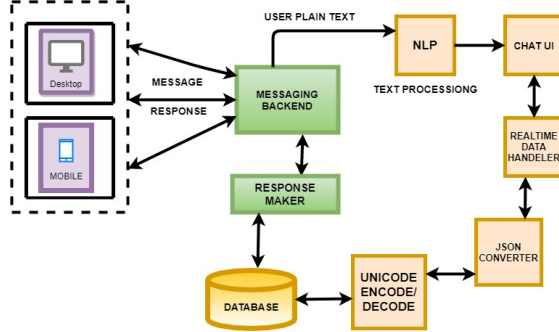 USER PLAIN TEXT
NLP
CHAT UI
TEXT PROCESSIONG
Desktop
MESSAGE
RESPONSE
MESSAGING
BACKEND
MOBILE
REALTIME
DATA
HANDELER
RESPONSE
MAKER
JSON
CONVERTER
DATABASE
UNICODE
ENCODE/
DECODE